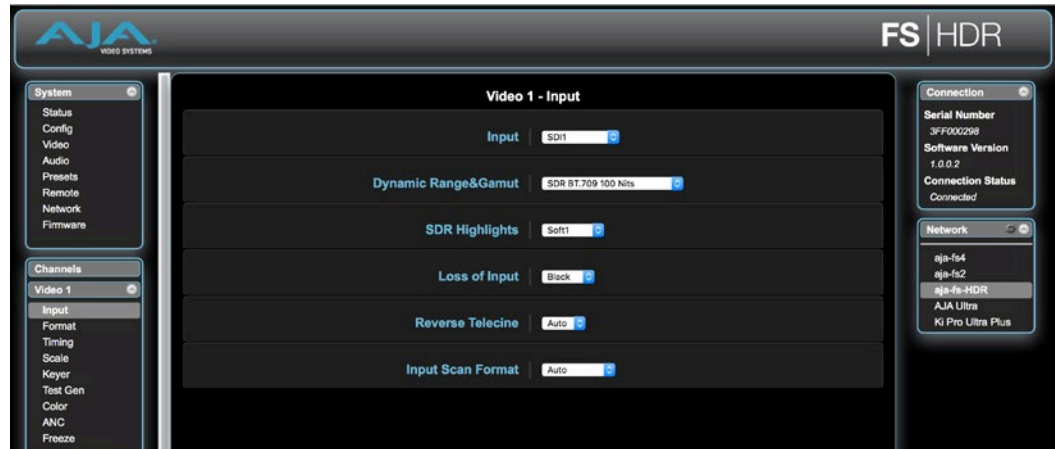 AJA
VIDEO SYSTEMS
FS|HDR
System
Status
Config
Video
Audio
Presets
Remote
Network
Firmware
Channels
Video 1
Input
Format
Timing
Scale
Keyer
Test Gen
Color
ANC
Freeze
Video 1 - Input
Input SDI1
Dynamic Range&Gamut SDR BT.709 100 Nits
SDR Highlights Soft1
Loss of Input Black
Reverse Telecine Auto
Input Scan Format Auto
Connection
Serial Number
3FF000298
Software Version
1.0.0.2
Connection Status
Connected
Network
aja-fs4
aja-fs2
aja-fs-HDR
AJA Ultra
Ki Pro Ultra Plus